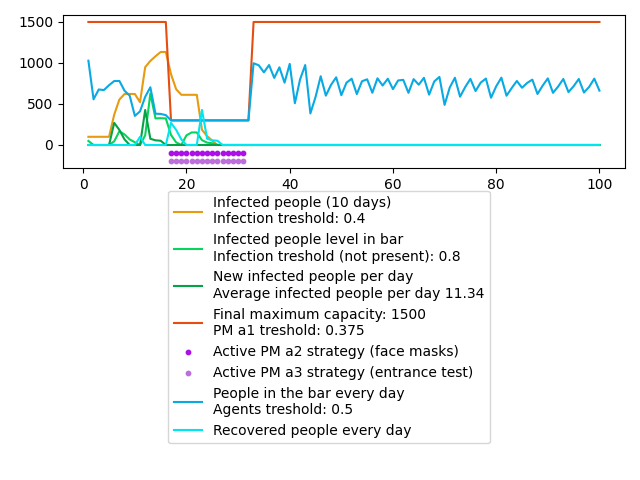 1500
1000
500
0
0
20
40
60
80
100
Infected people (10 days)
Infection treshold: 0.4
Infected people level in bar
Infection treshold (not present): 0.8
New infected people per day
Average infected people per day 11.34
Final maximum capacity: 1500
PM a1 treshold: 0.375
Active PM a2 strategy (face masks)
Active PM a3 strategy (entrance test)
People in the bar every day
Agents treshold: 0.5
Recovered people every day